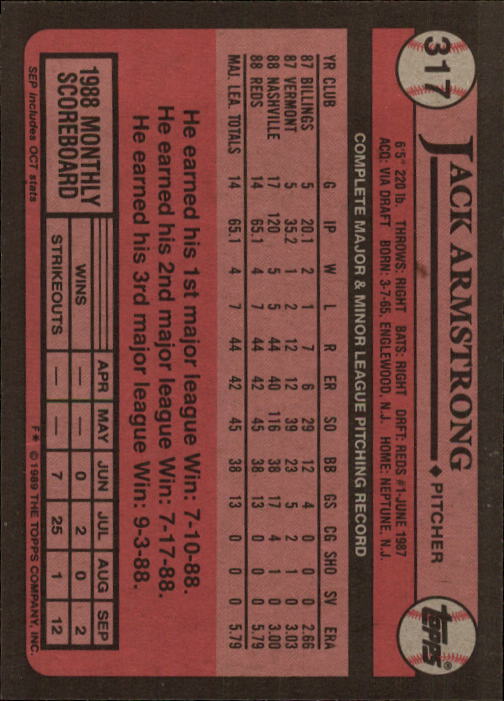 317
JACK ARMSTRONG ♦ PITCHER
TOPPS®
6'5" 220 lb. THROWS: RIGHT BATS: RIGHT DRFT: REDS #1-JUNE 1987
ACQ: VIA DRAFT BORN: 3-7-65, ENGLEWOOD, N.J. HOME: NEPTUNE, N.J.
COMPLETE MAJOR & MINOR LEAGUE PITCHING RECORD
YR CLUB G IP W L R ER SO BB GS CG SHO SV ERA
87 BILLINGS 5 20.1 2 1 7 6 29 12 4 0 0 0 2.66
87 VERMONT 5 35.2 1 2 12 12 39 23 5 2 1 0 3.03
88 NASHVILLE 17 120. 5 5 44 40 116 38 17 4 1 0 3.00
88 REDS 14 65.1 4 7 44 42 45 38 13 0 0 0 5.79
MAJ. LEA. TOTALS 14 65.1 4 7 44 42 45 38 13 0 0 0 5.79
He earned his 1st major league Win: 7-10-88.
He earned his 2nd major league Win: 7-17-88.
He earned his 3rd major league Win: 9-3-88.
1988 MONTHLY
SCOREBOARD
APR MAY JUN JUL AUG SEP
WINS — — 0 2 0 2
STRIKEOUTS — — 7 25 1 12
SEP includes OCT stats
F* © 1989 THE TOPPS COMPANY, INC.